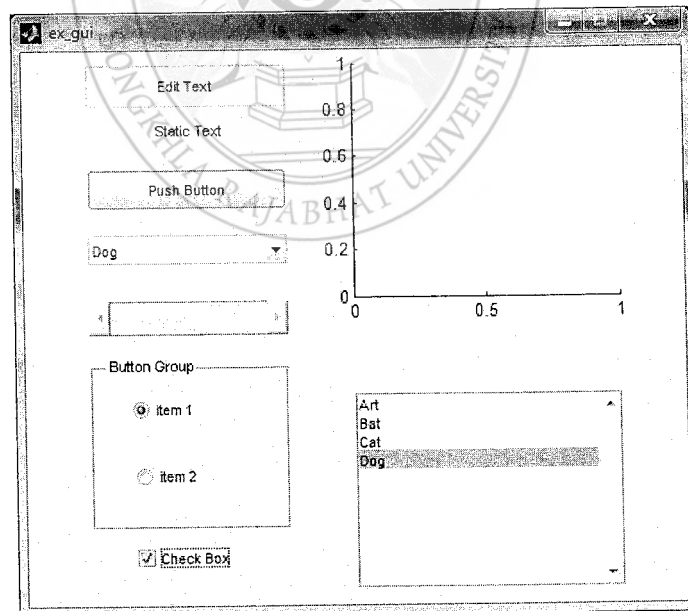 ex_gui
Edit Text
Static Text
Push Button
Dog
Button Group
item 1
item 2
Check Box
1
0.8
0.6
0.4
0.2
0
0
0.5
1
Art
Bat
Cat
Dog
RAJABHAT